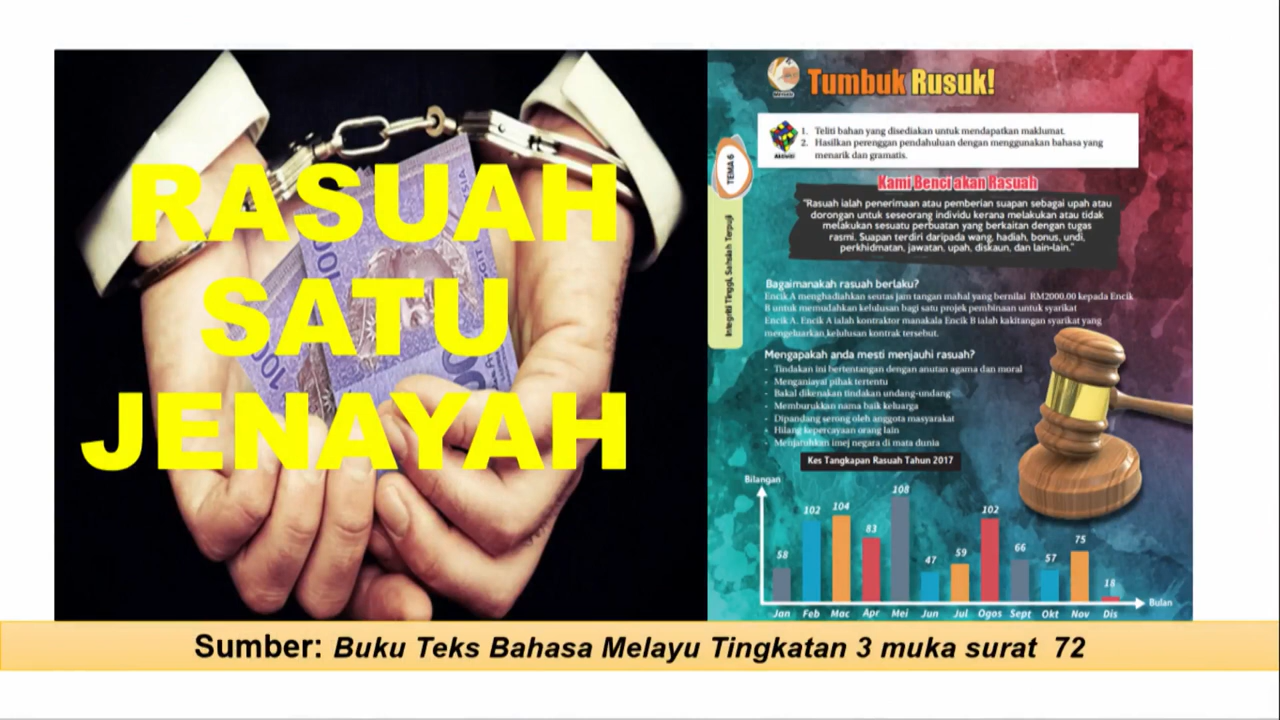 RASUAH
SATU
JENAYAH
Tumbuk Rusuk!
1. Teliti bahan yang disediakan untuk mendapatkan maklumat.
2. Hasilkan perenggan pendahuluan dengan menggunakan bahasa yang
menarik dan gramatis.
Aktiviti
TEMA 6
Integriti Tinggi, Sahsiah Terpuji
Kami Benci akan Rasuah
"Rasuah ialah penerimaan atau pemberian suapan sebagai upah atau
dorongan untuk seseorang individu kerana melakukan atau tidak
melakukan sesuatu perbuatan yang berkaitan dengan tugas
rasmi. Suapan terdiri daripada wang, hadiah, bonus, undi,
perkhidmatan, jawatan, upah, diskaun, dan lain-lain."
Bagaimanakah rasuah berlaku?
Encik A menghadiahkan seutas jam tangan mahal yang bernilai RM2000.00 kepada Encik
B untuk memudahkan kelulusan bagi satu projek pembinaan untuk syarikat
Encik A. Encik A ialah kontraktor manakala Encik B ialah kakitangan syarikat yang
mengeluarkan kelulusan kontrak tersebut.
Mengapakah anda mesti menjauhi rasuah?
- Tindakan ini bertentangan dengan anutan agama dan moral
- Menganiayai pihak tertentu
- Bakal dikenakan tindakan undang-undang
- Memburukkan nama baik keluarga
- Dipandang serong oleh anggota masyarakat
- Hilang kepercayaan orang lain
- Menjatuhkan imej negara di mata dunia
Kes Tangkapan Rasuah Tahun 2017
Bilangan
58 102 104 83 108 47 59 102 66 57 75 18
Jan Feb Mac Apr Mei Jun Jul Ogos Sept Okt Nov Dis
Bulan
Sumber: Buku Teks Bahasa Melayu Tingkatan 3 muka surat 72